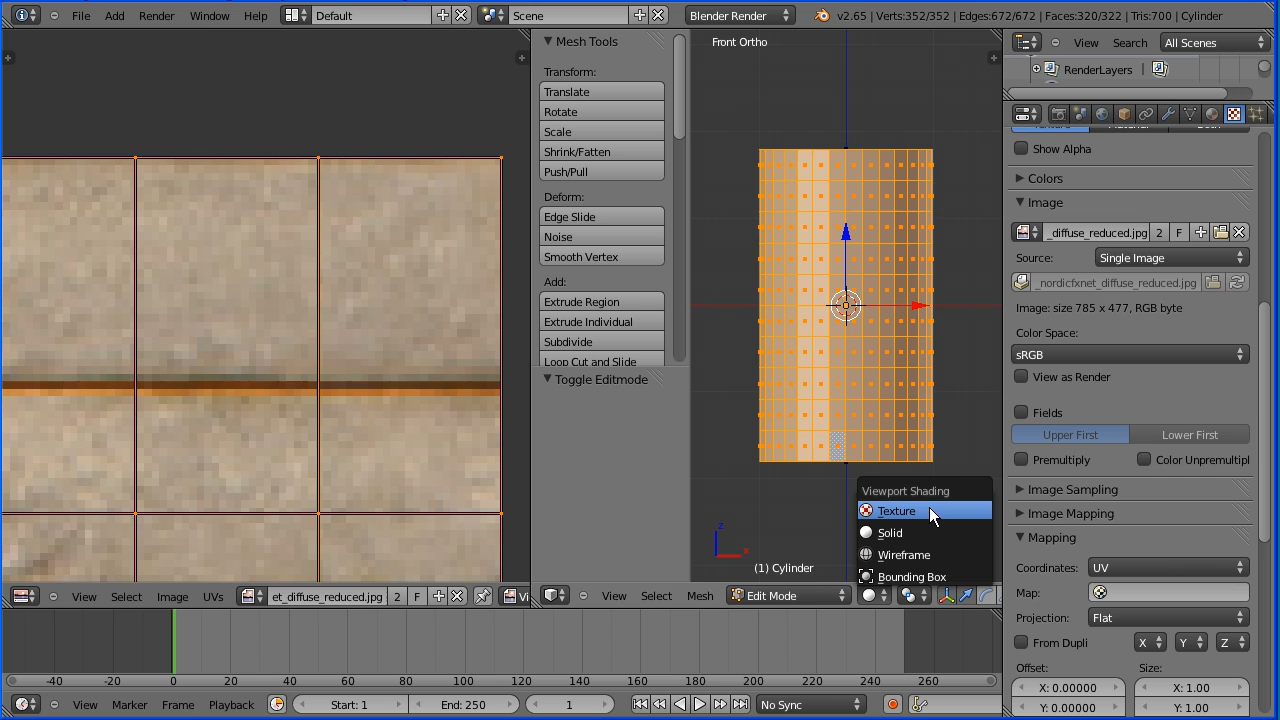 File Add Render Window Help Default Scene Blender Render v2.65 | Verts:352/352 | Edges:672/672 | Faces:320/322 | Tris:700 | Cylinder
Mesh Tools
Transform:
Translate
Rotate
Scale
Shrink/Fatten
Push/Pull
Deform:
Edge Slide
Noise
Smooth Vertex
Add:
Extrude Region
Extrude Individual
Subdivide
Loop Cut and Slide
Toggle Editmode
Front Ortho
z
x
(1) Cylinder
Viewport Shading
Texture
Solid
Wireframe
Bounding Box
View Select Image UVs et_diffuse_reduced.jpg 2 F Vi
View Select Mesh Edit Mode
View Search All Scenes
RenderLayers
Texture Material Both
Show Alpha
Colors
Image
_diffuse_reduced.jpg 2 F
Source: Single Image
_nordicfxnet_diffuse_reduced.jpg
Image: size 785 x 477, RGB byte
Color Space:
sRGB
View as Render
Fields
Upper First Lower First
Premultiply Color Unpremultipl
Image Sampling
Image Mapping
Mapping
Coordinates: UV
Map:
Projection: Flat
From Dupli X Y Z
Offset: Size:
X: 0.00000 X: 1.00
Y: 0.00000 Y: 1.00
-40 -20 0 20 40 60 80 100 120 140 160 180 200 220 240 260
View Marker Frame Playback Start: 1 End: 250 1 No Sync